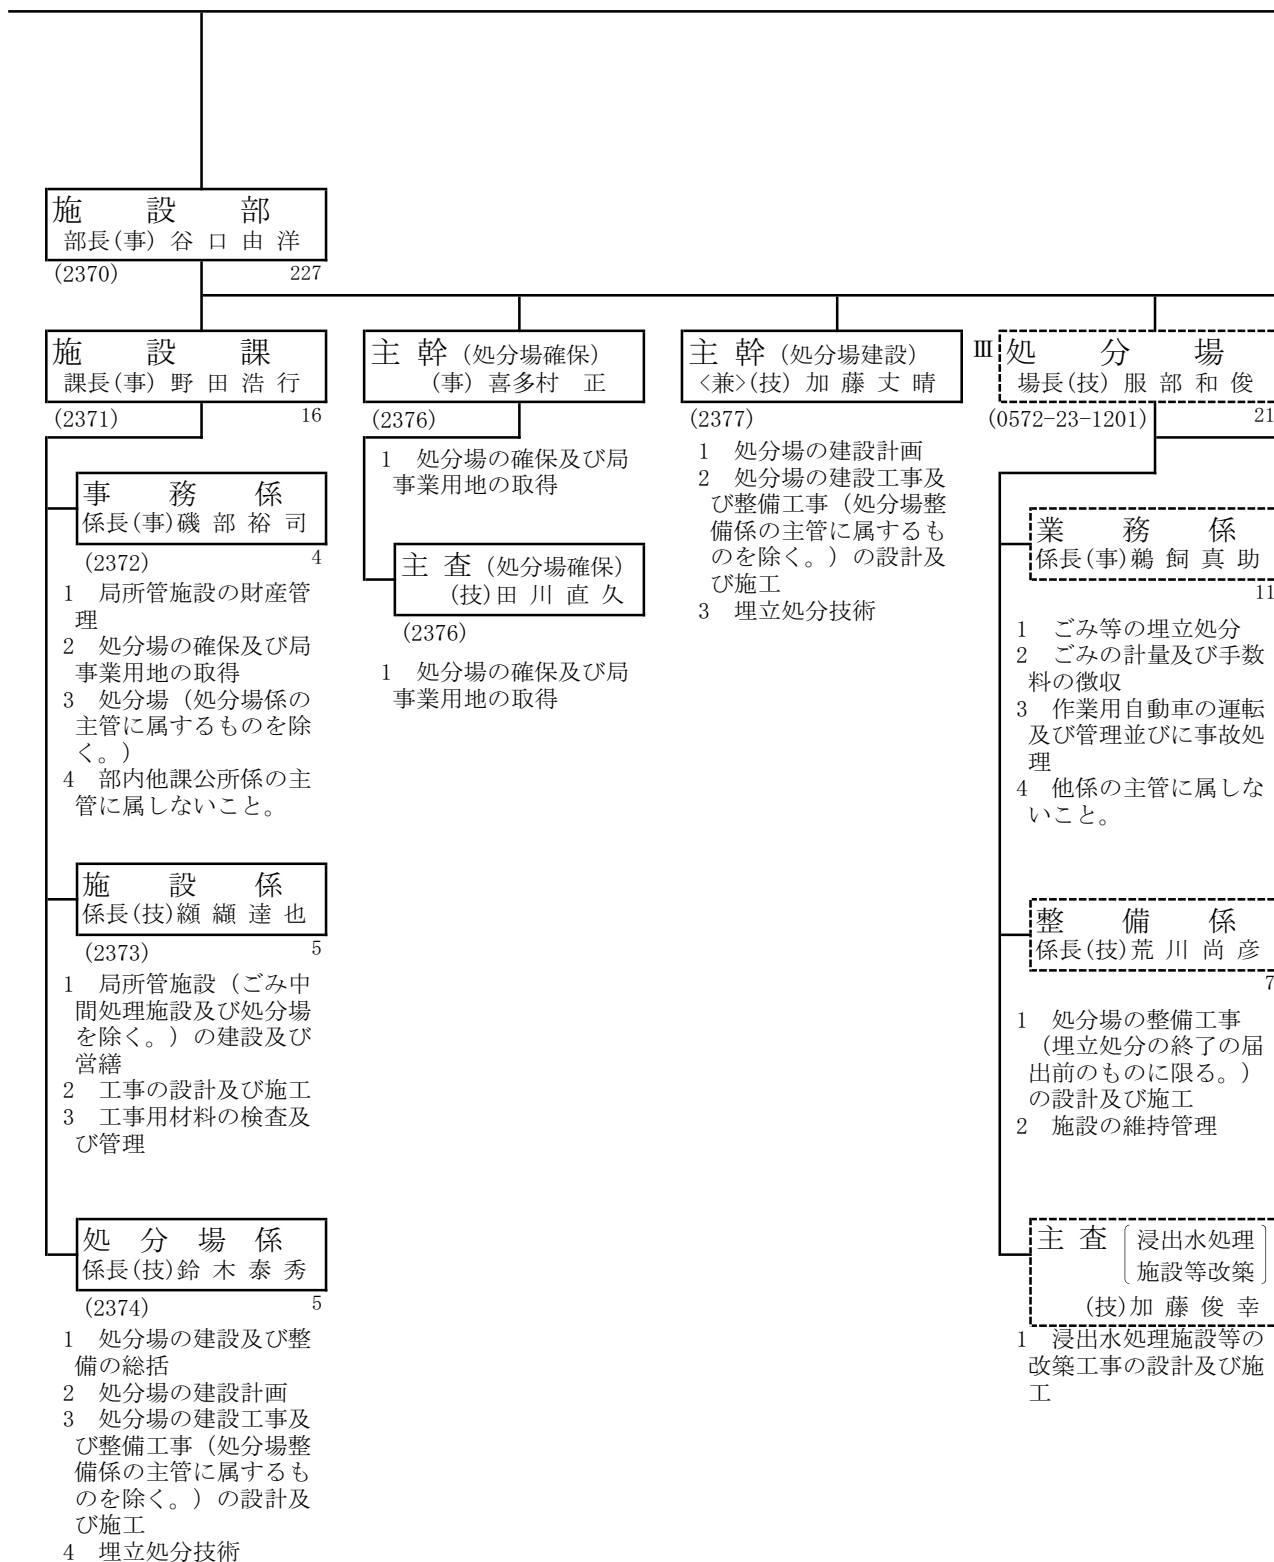 施設部
部長(事) 谷口由洋
(2370) 227
施設課
課長(事) 野田浩行
(2371) 16
事務係
係長(事)磯部裕司
(2372) 4
1 局所管施設の財産管
理
2 処分場の確保及び局
事業用地の取得
3 処分場（処分場係の
主管に属するものを除
く。）
4 部内他課公所係の主
管に属しないこと。
施設係
係長(技)纐纈達也
(2373) 5
1 局所管施設（ごみ中
間処理施設及び処分場
を除く。）の建設及び
営繕
2 工事の設計及び施工
3 工事用材料の検査及
び管理
処分場係
係長(技)鈴木泰秀
(2374) 5
1 処分場の建設及び整
備の総括
2 処分場の建設計画
3 処分場の建設工事及
び整備工事（処分場整
備係の主管に属するも
のを除く。）の設計及
び施工
4 埋立処分技術
主幹(処分場確保)
(事) 喜多村 正
(2376)
1 処分場の確保及び局
事業用地の取得
主査(処分場確保)
(技)田川直久
(2376)
1 処分場の確保及び局
事業用地の取得
主幹(処分場建設)
<兼>(技) 加藤丈晴
(2377)
1 処分場の建設計画
2 処分場の建設工事及
び整備工事（処分場整
備係の主管に属するも
のを除く。）の設計及
び施工
3 埋立処分技術
Ⅲ 処分場
場長(技) 服部和俊
(0572-23-1201) 21
業務係
係長(事)鵜飼真助
11
1 ごみ等の埋立処分
2 ごみの計量及び手数
料の徴収
3 作業用自動車の運転
及び管理並びに事故処
理
4 他係の主管に属しな
いこと。
整備係
係長(技)荒川尚彦
7
1 処分場の整備工事
（埋立処分の終了の届
出前のものに限る。）
の設計及び施工
2 施設の維持管理
主査 浸出水処理
施設等改築
(技)加藤俊幸
1 浸出水処理施設等の
改築工事の設計及び施
工